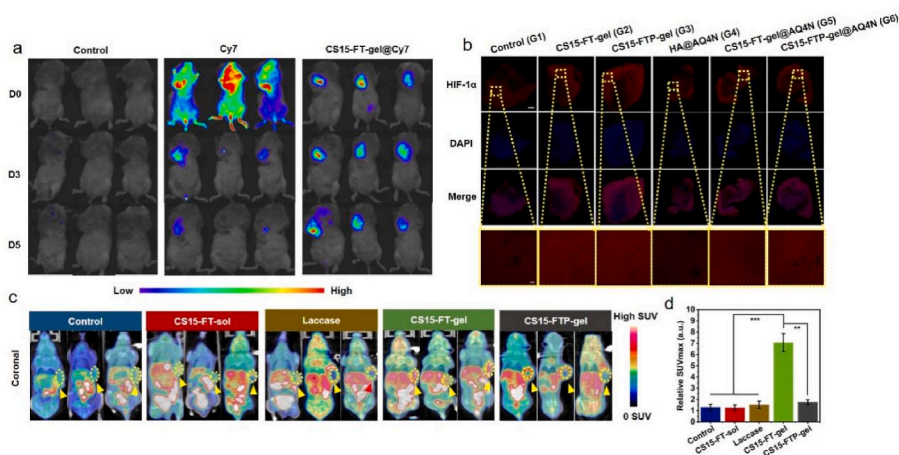 a
Control
Cy7
CS15-FT-gel@Cy7
D0
D3
D5
Low
High
b
Control (G1)
CS15-FT-gel (G2)
CS15-FTP-gel (G3)
HA@AQ4N (G4)
CS15-FT-gel@AQ4N (G5)
CS15-FTP-gel@AQ4N (G6)
HIF-1α
DAPI
Merge
c
Control
CS15-FT-sol
Laccase
CS15-FT-gel
CS15-FTP-gel
Coronal
High SUV
0 SUV
d
Relative SUVmax (a.u.)
10
9
8
7
6
5
4
3
2
1
0
***
**
Control
CS15-FT-sol
Laccase
CS15-FT-gel
CS15-FTP-gel